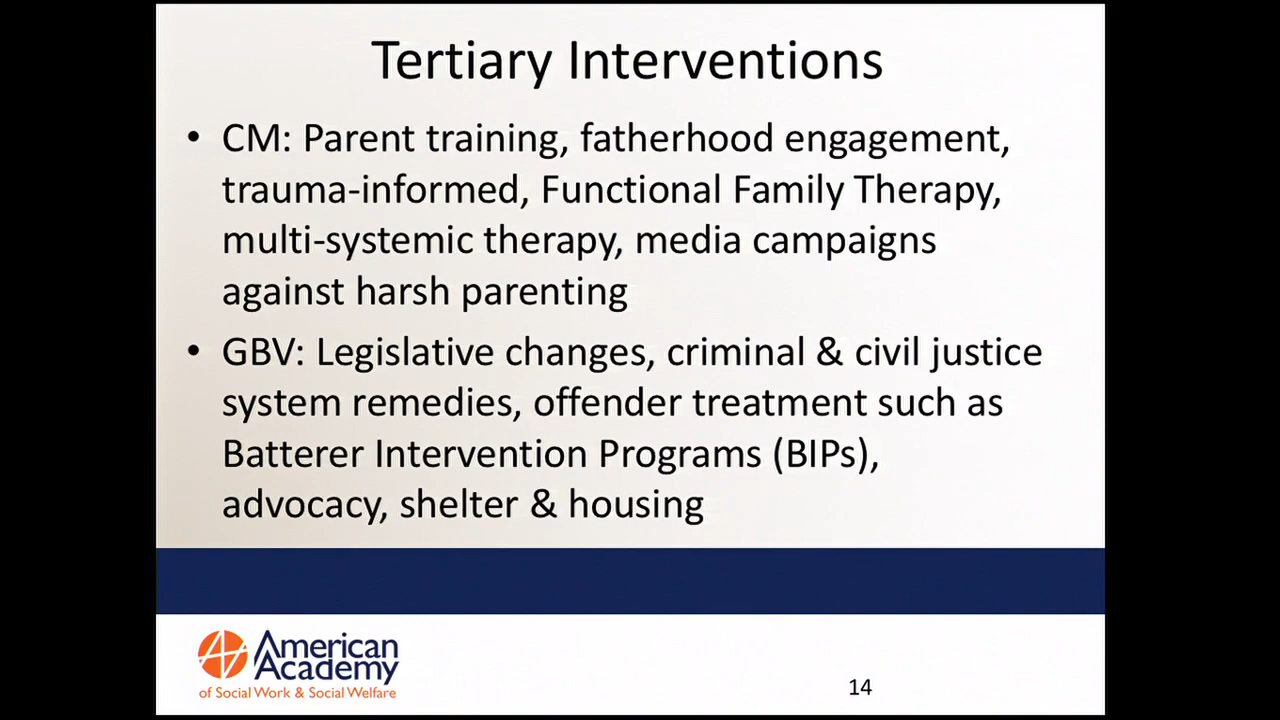 Tertiary Interventions
• CM: Parent training, fatherhood engagement,
trauma-informed, Functional Family Therapy,
multi-systemic therapy, media campaigns
against harsh parenting
• GBV: Legislative changes, criminal & civil justice
system remedies, offender treatment such as
Batterer Intervention Programs (BIPs),
advocacy, shelter & housing
American
Academy
of Social Work & Social Welfare
14